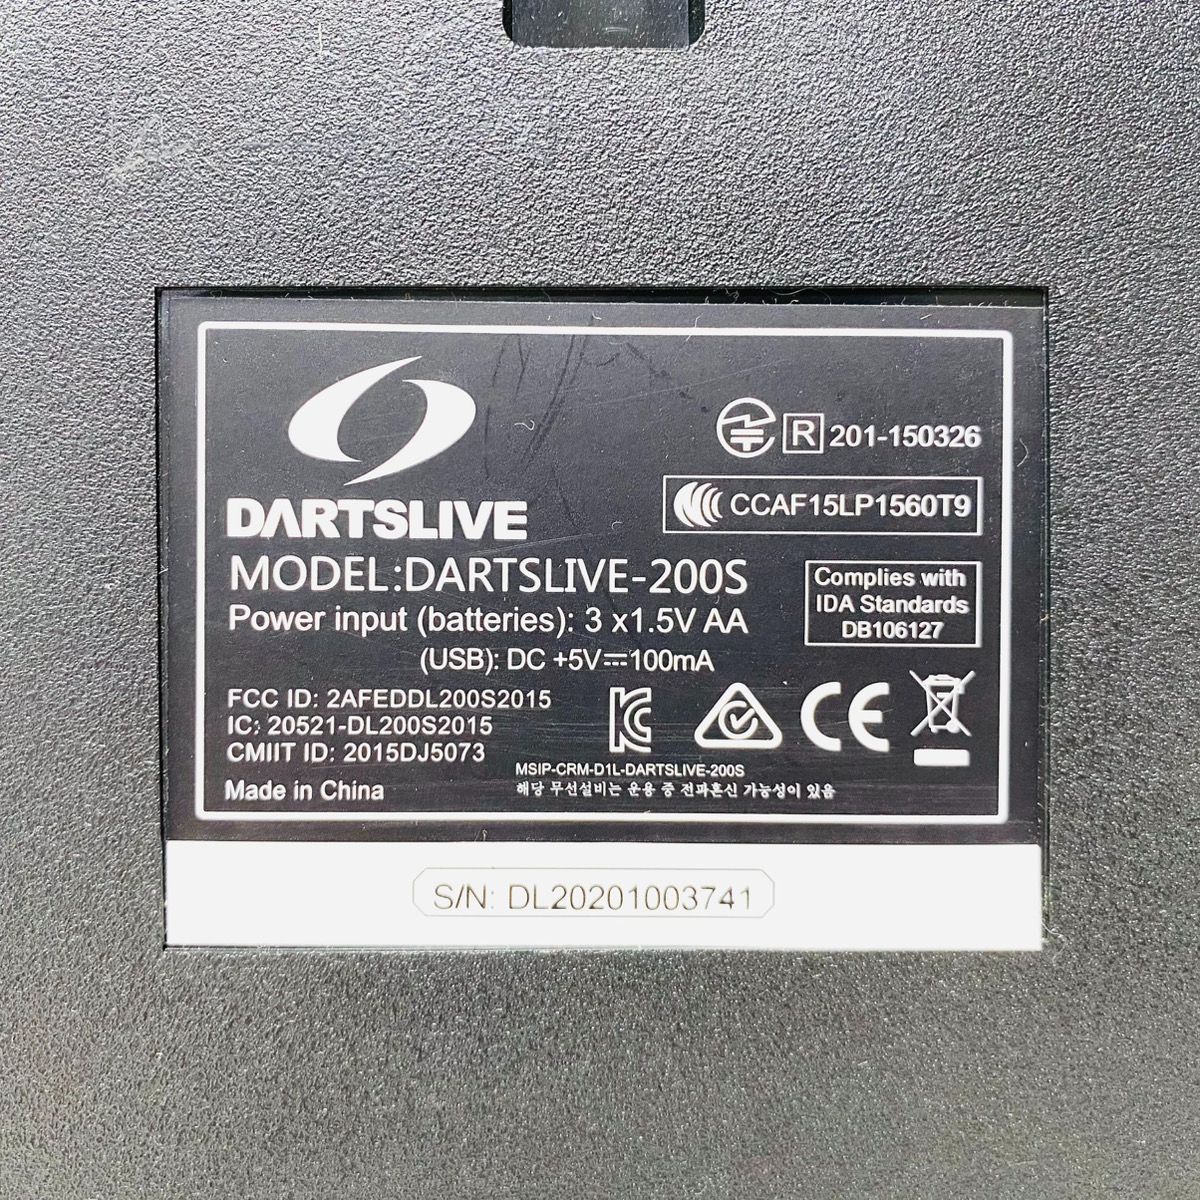 DARTSLIVE
MODEL:DARTSLIVE-200S
Power input (batteries): 3 x1.5V AA
(USB): DC +5V⎓100mA
FCC ID: 2AFEDDL200S2015
IC: 20521-DL200S2015
CMIIT ID: 2015DJ5073
Made in China
R 201-150326
CCAF15LP1560T9
Complies with
IDA Standards
DB106127
CE
MSIP-CRM-D1L-DARTSLIVE-200S
해당 무선설비는 운용 중 전파혼신 가능성이 있음
S/N: DL20201003741